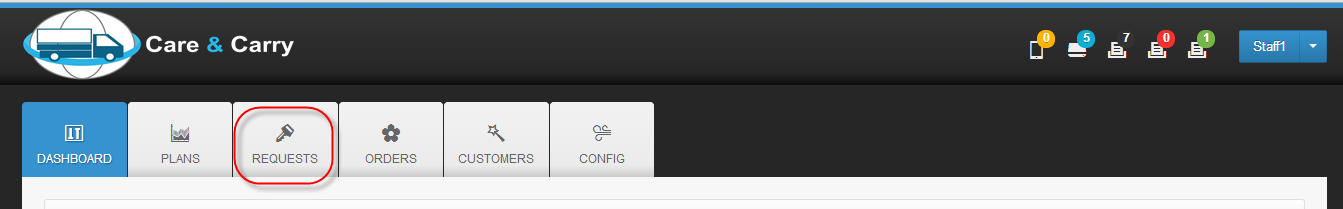 Care & Carry
0 5 7 0 1
Staff1
DASHBOARD PLANS REQUESTS ORDERS CUSTOMERS CONFIG